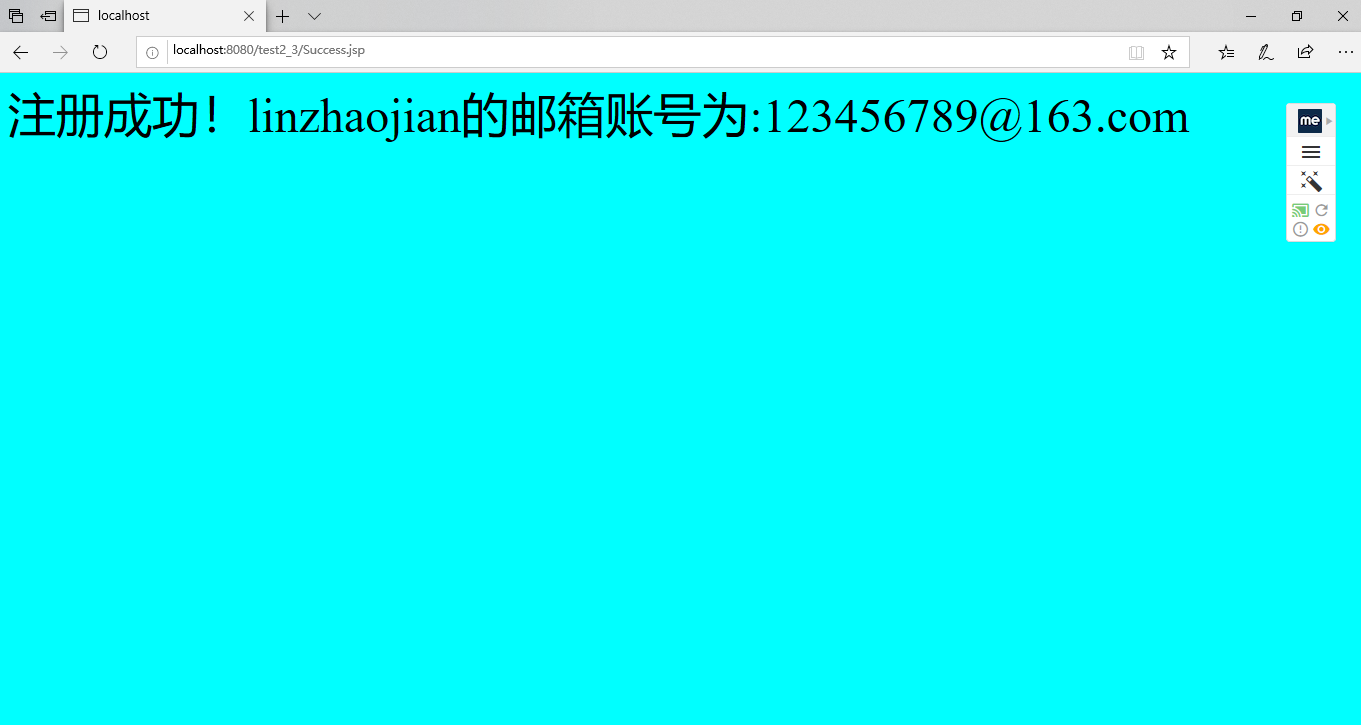 localhost
localhost:8080/test2_3/Success.jsp
注册成功！linzhaojian的邮箱账号为:123456789@163.com
me